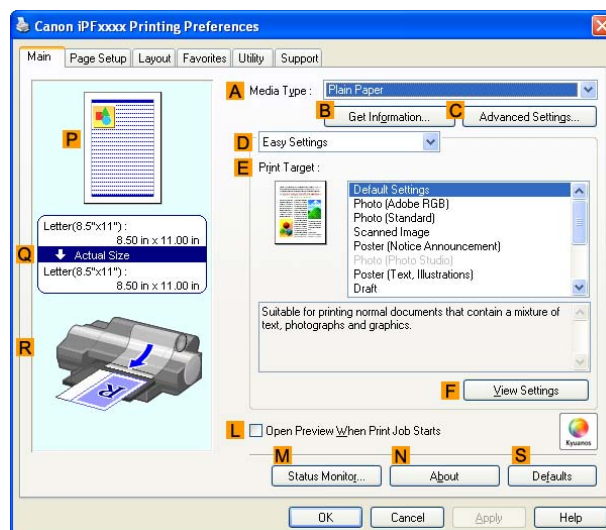 Canon iPFxxxx Printing Preferences
Main Page Setup Layout Favorites Utility Support
A Media Type : Plain Paper
B C
Get Information... Advanced Settings...
P
D Easy Settings
E Print Target :
Default Settings
Photo (Adobe RGB)
Photo (Standard)
Scanned Image
Poster (Notice Announcement)
Photo (Photo Studio)
Poster (Text, Illustrations)
Draft
Letter(8.5"x11") :
8.50 in x 11.00 in
Q Actual Size
Letter(8.5"x11") :
8.50 in x 11.00 in
Suitable for printing normal documents that contain a mixture of
text, photographs and graphics.
R
R
F View Settings
L Open Preview When Print Job Starts
Kyuanos
M N S
Status Monitor... About Defaults
OK Cancel Apply Help